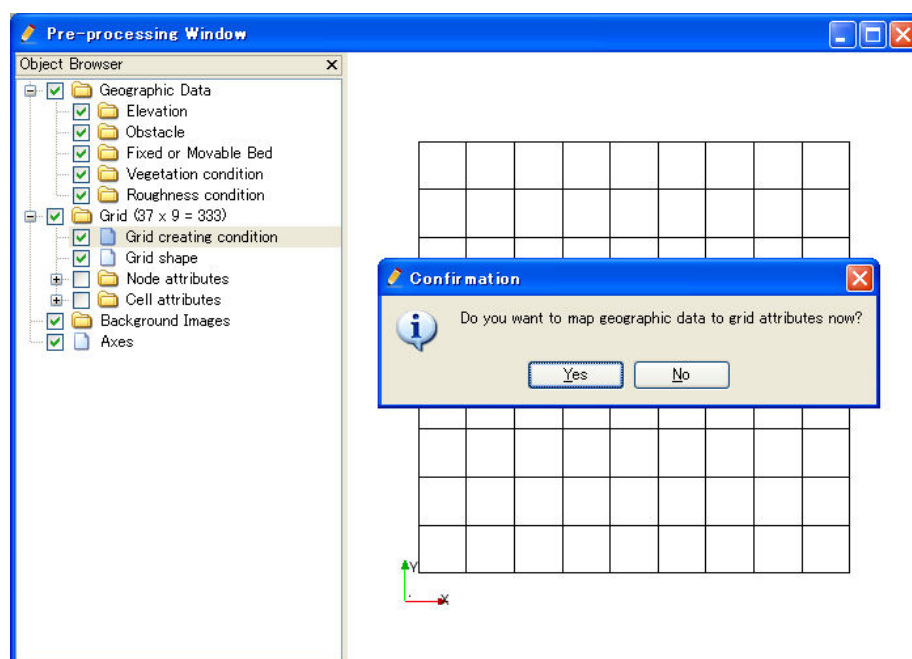 Pre-processing Window
Object Browser
Geographic Data
Elevation
Obstacle
Fixed or Movable Bed
Vegetation condition
Roughness condition
Grid (37 x 9 = 333)
Grid creating condition
Grid shape
Node attributes
Cell attributes
Background Images
Axes
Confirmation
Do you want to map geographic data to grid attributes now?
Yes
No
Y
X